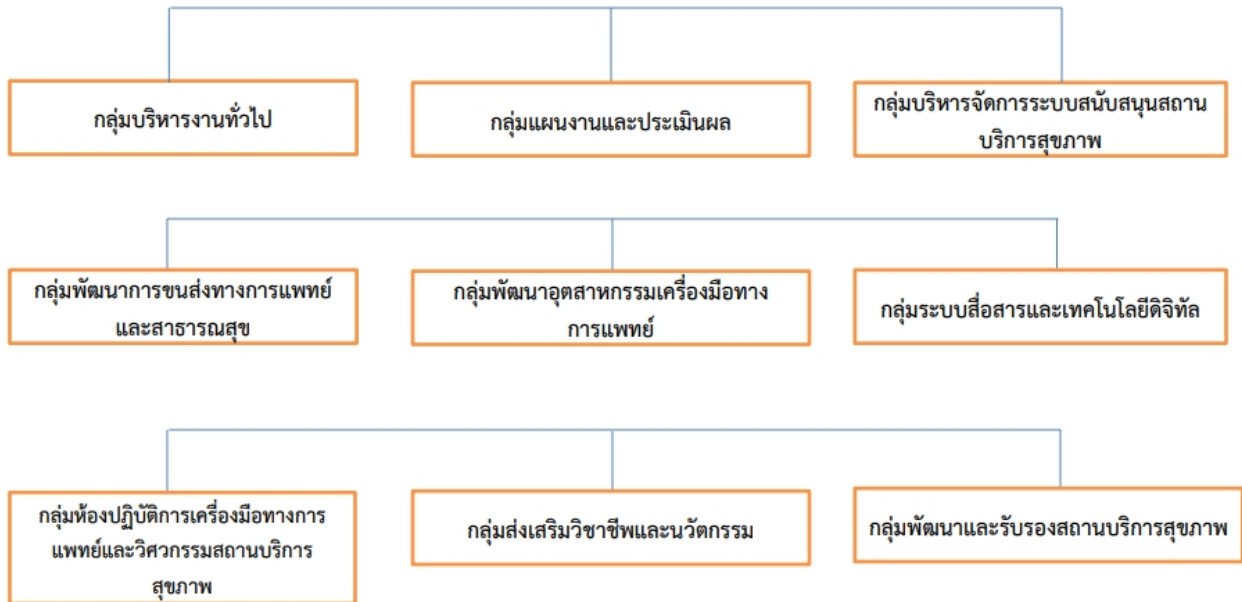 กลุ่มบริหารงานทั่วไป
กลุ่มแผนงานและประเมินผล
กลุ่มบริหารจัดการระบบสนับสนุนสถาน
บริการสุขภาพ
กลุ่มพัฒนาการขนส่งทางการแพทย์
และสาธารณสุข
กลุ่มพัฒนาอุตสาหกรรมเครื่องมือทาง
การแพทย์
กลุ่มระบบสื่อสารและเทคโนโลยีดิจิทัล
กลุ่มห้องปฏิบัติการเครื่องมือทางการ
แพทย์และวิศวกรรมสถานบริการ
สุขภาพ
กลุ่มส่งเสริมวิชาชีพและนวัตกรรม
กลุ่มพัฒนาและรับรองสถานบริการสุขภาพ